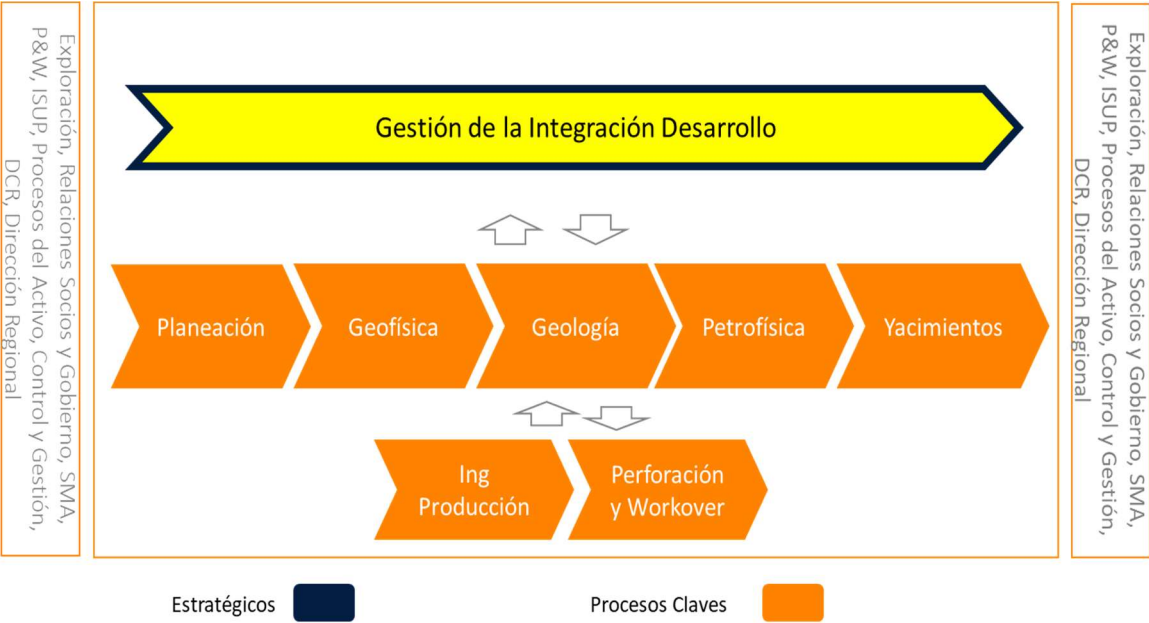 Exploración, Relaciones Socios y Gobierno, SMA,
P&W, ISUP, Procesos del Activo, Control y Gestión,
DCR, Dirección Regional
Gestión de la Integración Desarrollo
Planeación
Geofísica
Geología
Petrofísica
Yacimientos
Ing
Producción
Perforación
y Workover
Exploración, Relaciones Socios y Gobierno, SMA,
P&W, ISUP, Procesos del Activo, Control y Gestión,
DCR, Dirección Regional
Estratégicos
Procesos Claves